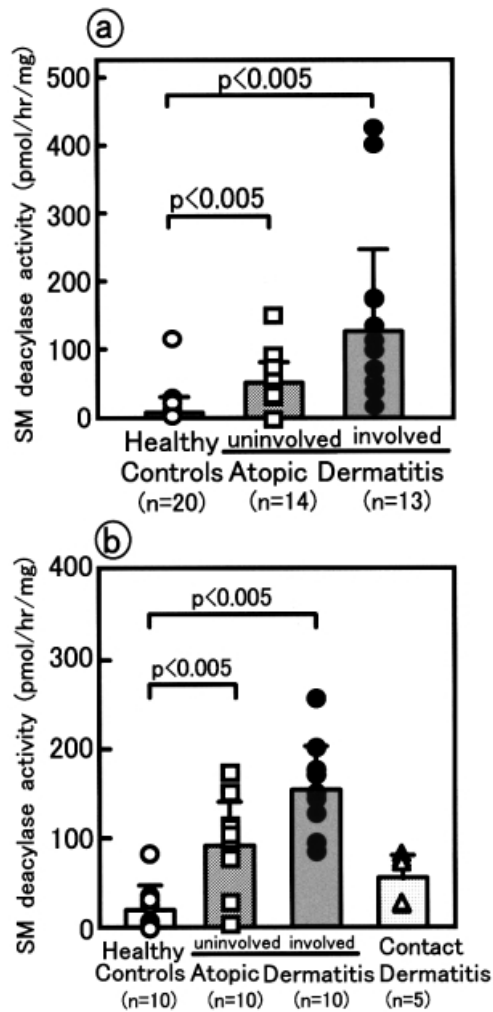 a
SM deacylase activity (pmol/hr/mg)
500
400
300
200
100
0
p<0.005
p<0.005
Healthy Controls
(n=20)
uninvolved involved
Atopic Dermatitis
(n=14) (n=13)
b
SM deacylase activity (pmol/hr/mg)
400
300
200
100
0
p<0.005
p<0.005
Healthy Controls
(n=10)
uninvolved involved
Atopic Dermatitis
(n=10) (n=10)
Contact
Dermatitis
(n=5)